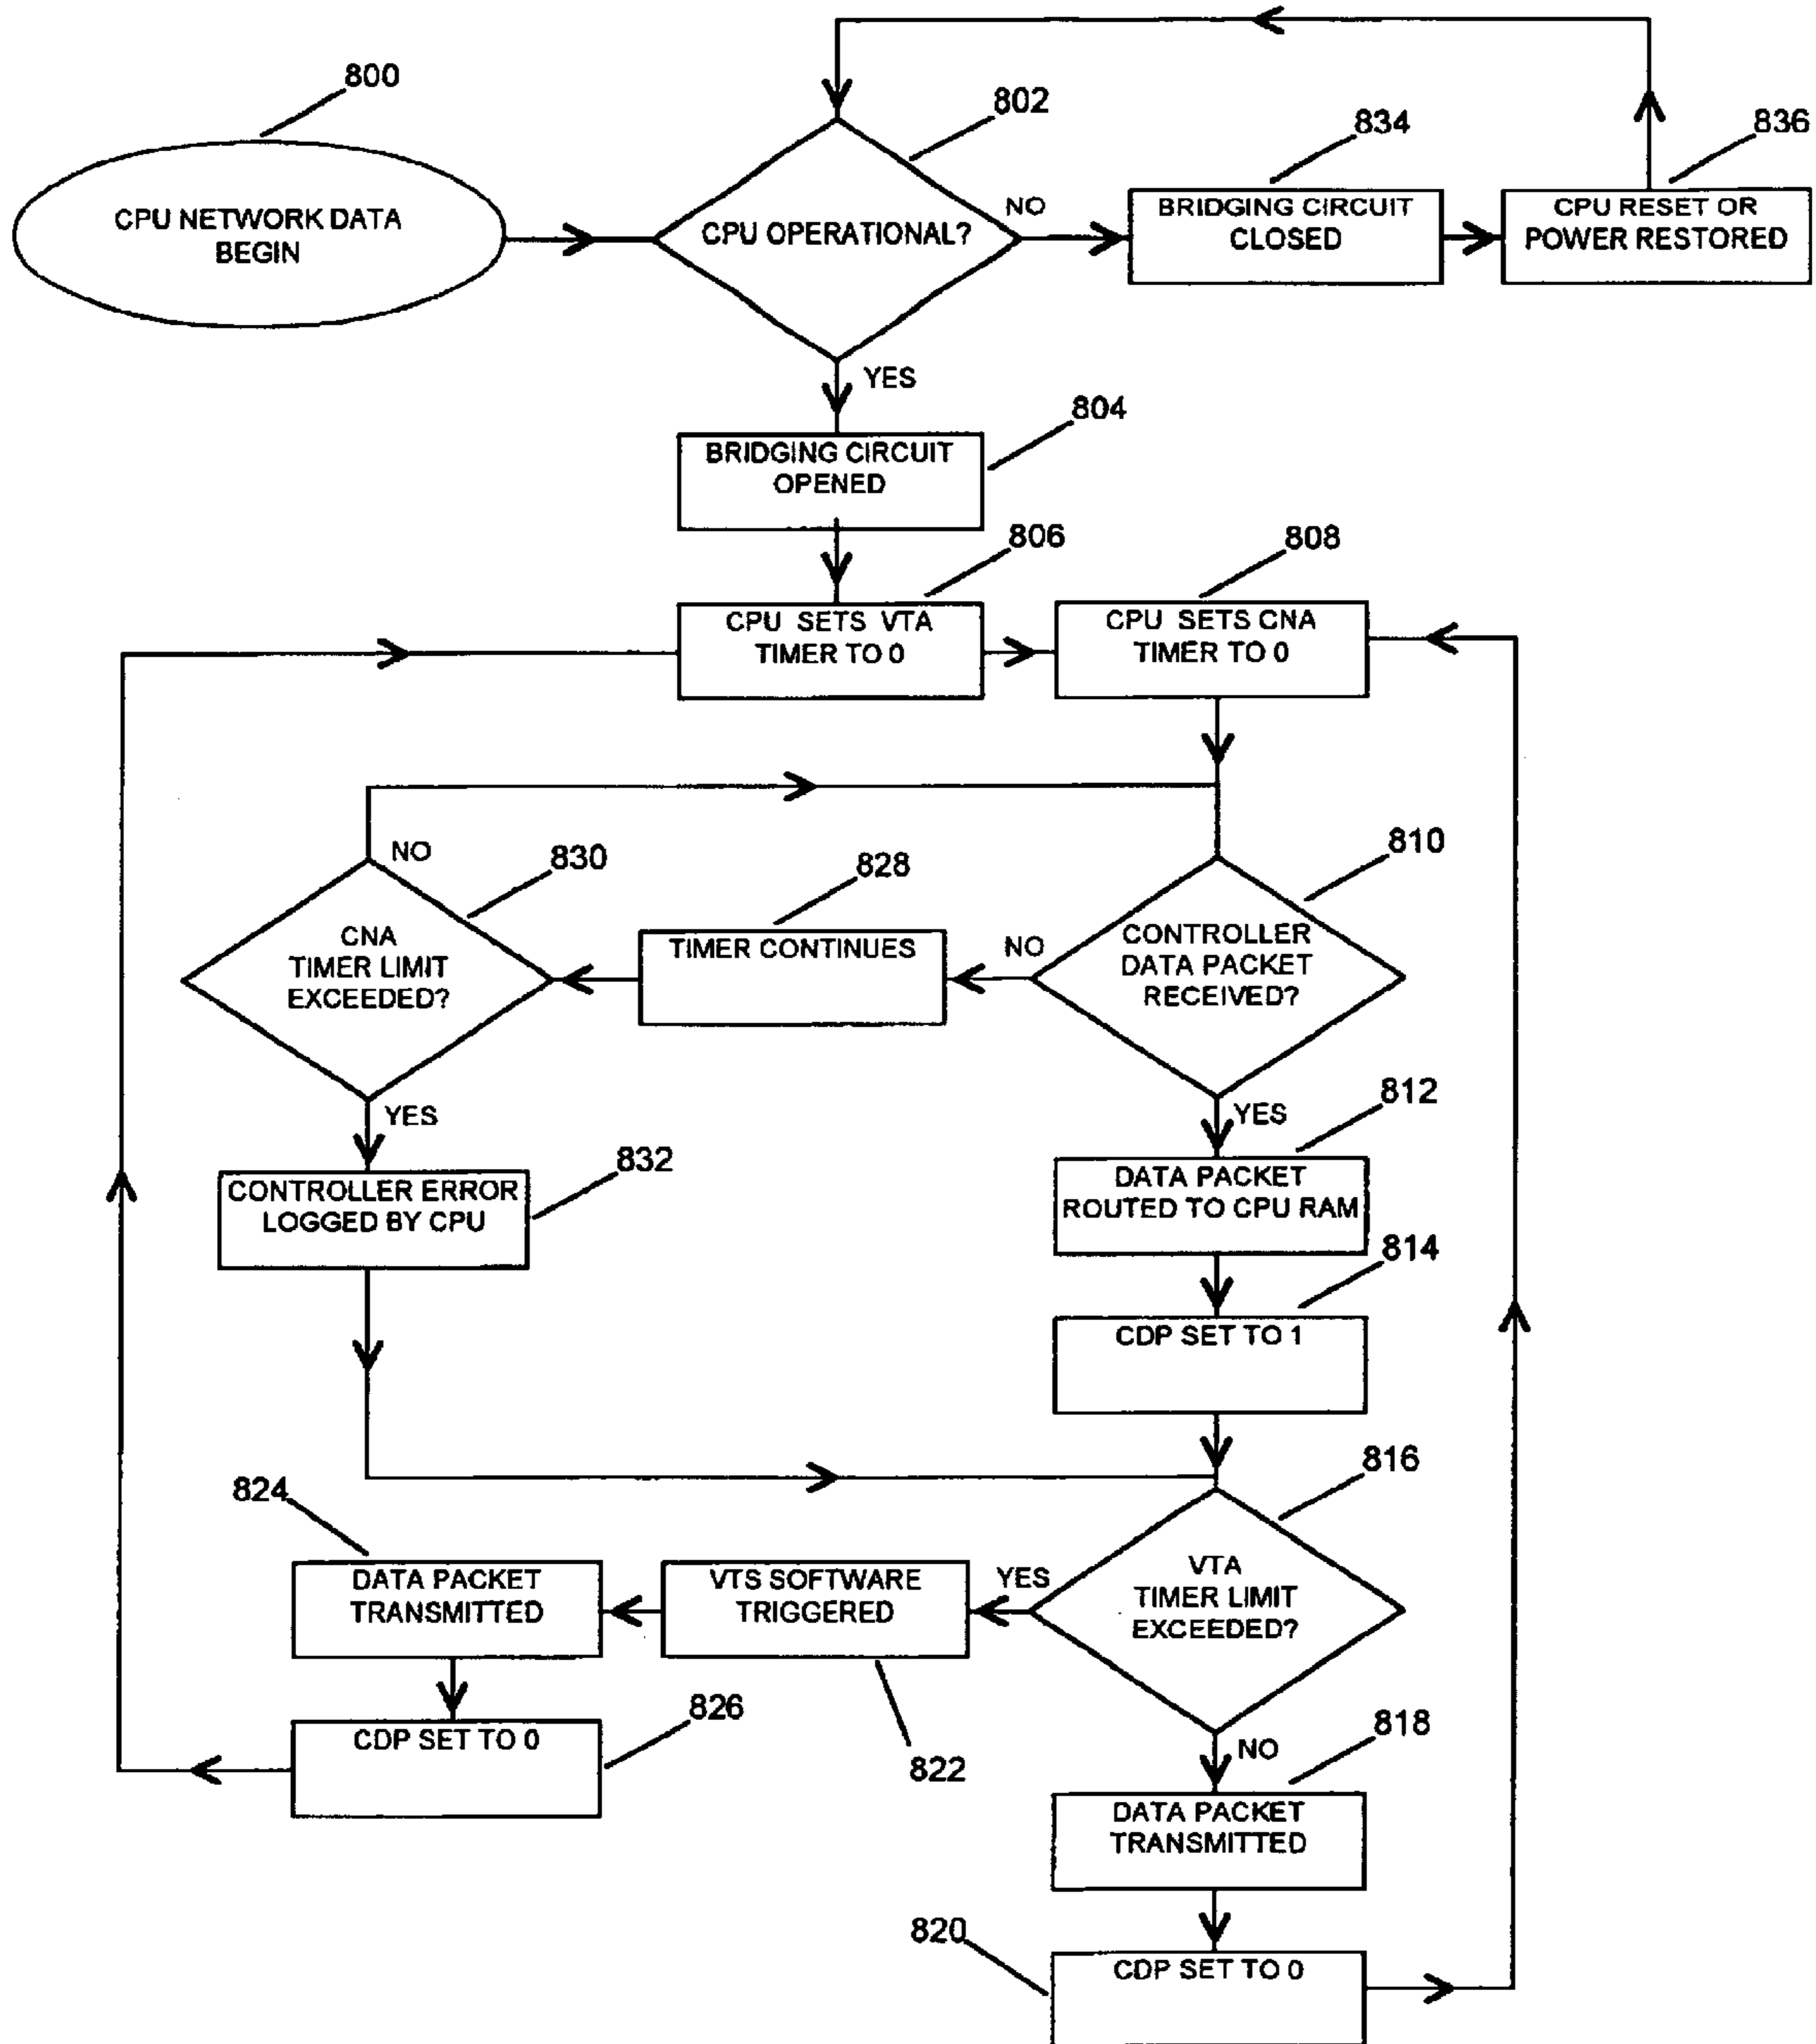 800
802
834
836
CPU NETWORK DATA
BEGIN
CPU OPERATIONAL?
NO
BRIDGING CIRCUIT
CLOSED
CPU RESET OR
POWER RESTORED
YES
804
BRIDGING CIRCUIT
OPENED
806
808
CPU SETS VTA
TIMER TO 0
CPU SETS CNA
TIMER TO 0
NO
830
828
810
CNA
TIMER LIMIT
EXCEEDED?
TIMER CONTINUES
NO
CONTROLLER
DATA PACKET
RECEIVED?
YES
YES
812
832
CONTROLLER ERROR
LOGGED BY CPU
DATA PACKET
ROUTED TO CPU RAM
814
CDP SET TO 1
816
824
DATA PACKET
TRANSMITTED
VTS SOFTWARE
TRIGGERED
YES
VTA
TIMER LIMIT
EXCEEDED?
826
CDP SET TO 0
822
NO
818
DATA PACKET
TRANSMITTED
820
CDP SET TO 0